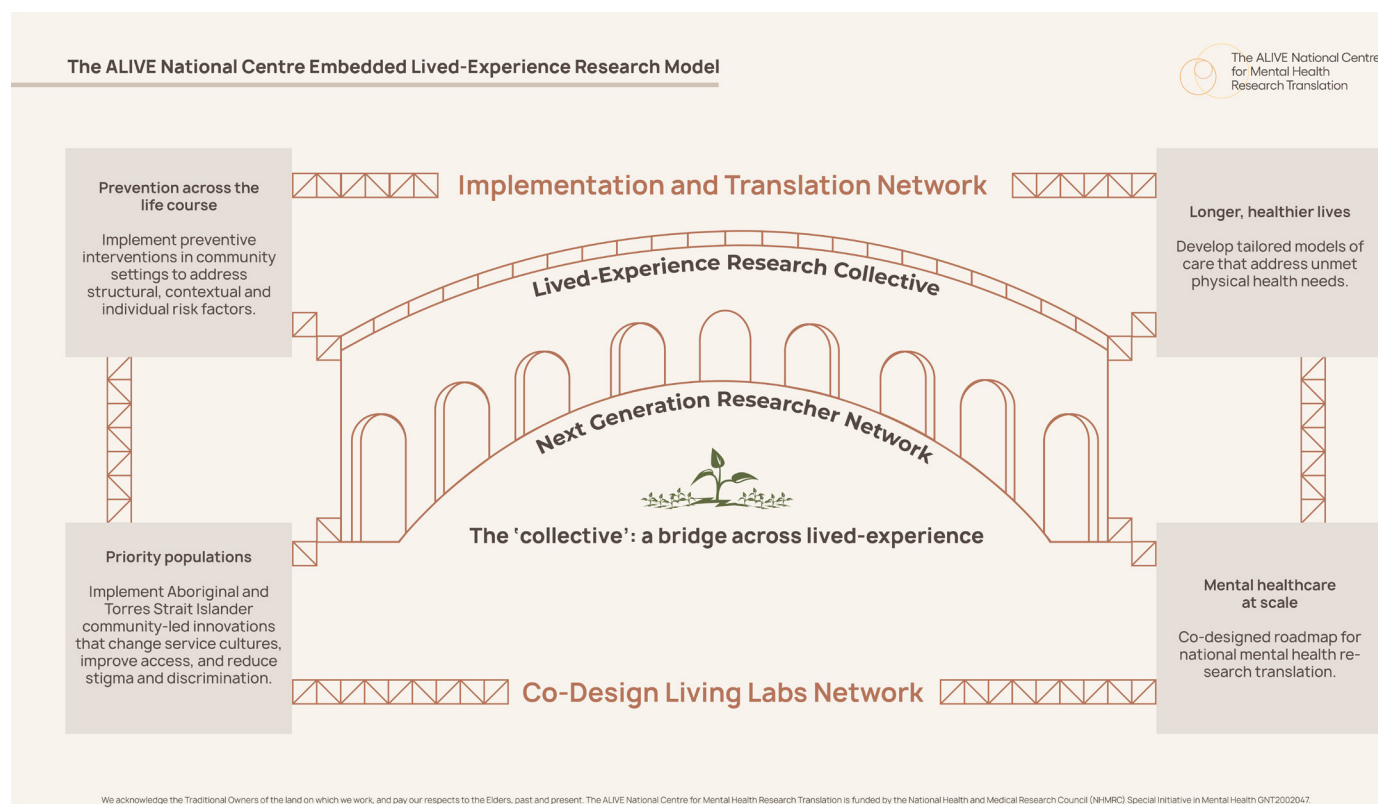 The ALIVE National Centre Embedded Lived-Experience Research Model
The ALIVE National Centre
for Mental Health
Research Translation
Prevention across the
life course
Implement preventive
interventions in community
settings to address
structural, contextual and
individual risk factors.
Implementation and Translation Network
Longer, healthier lives
Develop tailored models of
care that address unmet
physical health needs.
Lived-Experience Research Collective
Next Generation Researcher Network
The ‘collective’: a bridge across lived-experience
Priority populations
Implement Aboriginal and
Torres Strait Islander
community-led innovations
that change service cultures,
improve access, and reduce
stigma and discrimination.
Mental healthcare
at scale
Co-designed roadmap for
national mental health re-
search translation.
Co-Design Living Labs Network
We acknowledge the Traditional Owners of the land on which we work, and pay our respects to the Elders, past and present. The ALIVE National Centre for Mental Health Research Translation is funded by the National Health and Medical Research Council (NHMRC) Special Initiative in Mental Health GNT2002047.